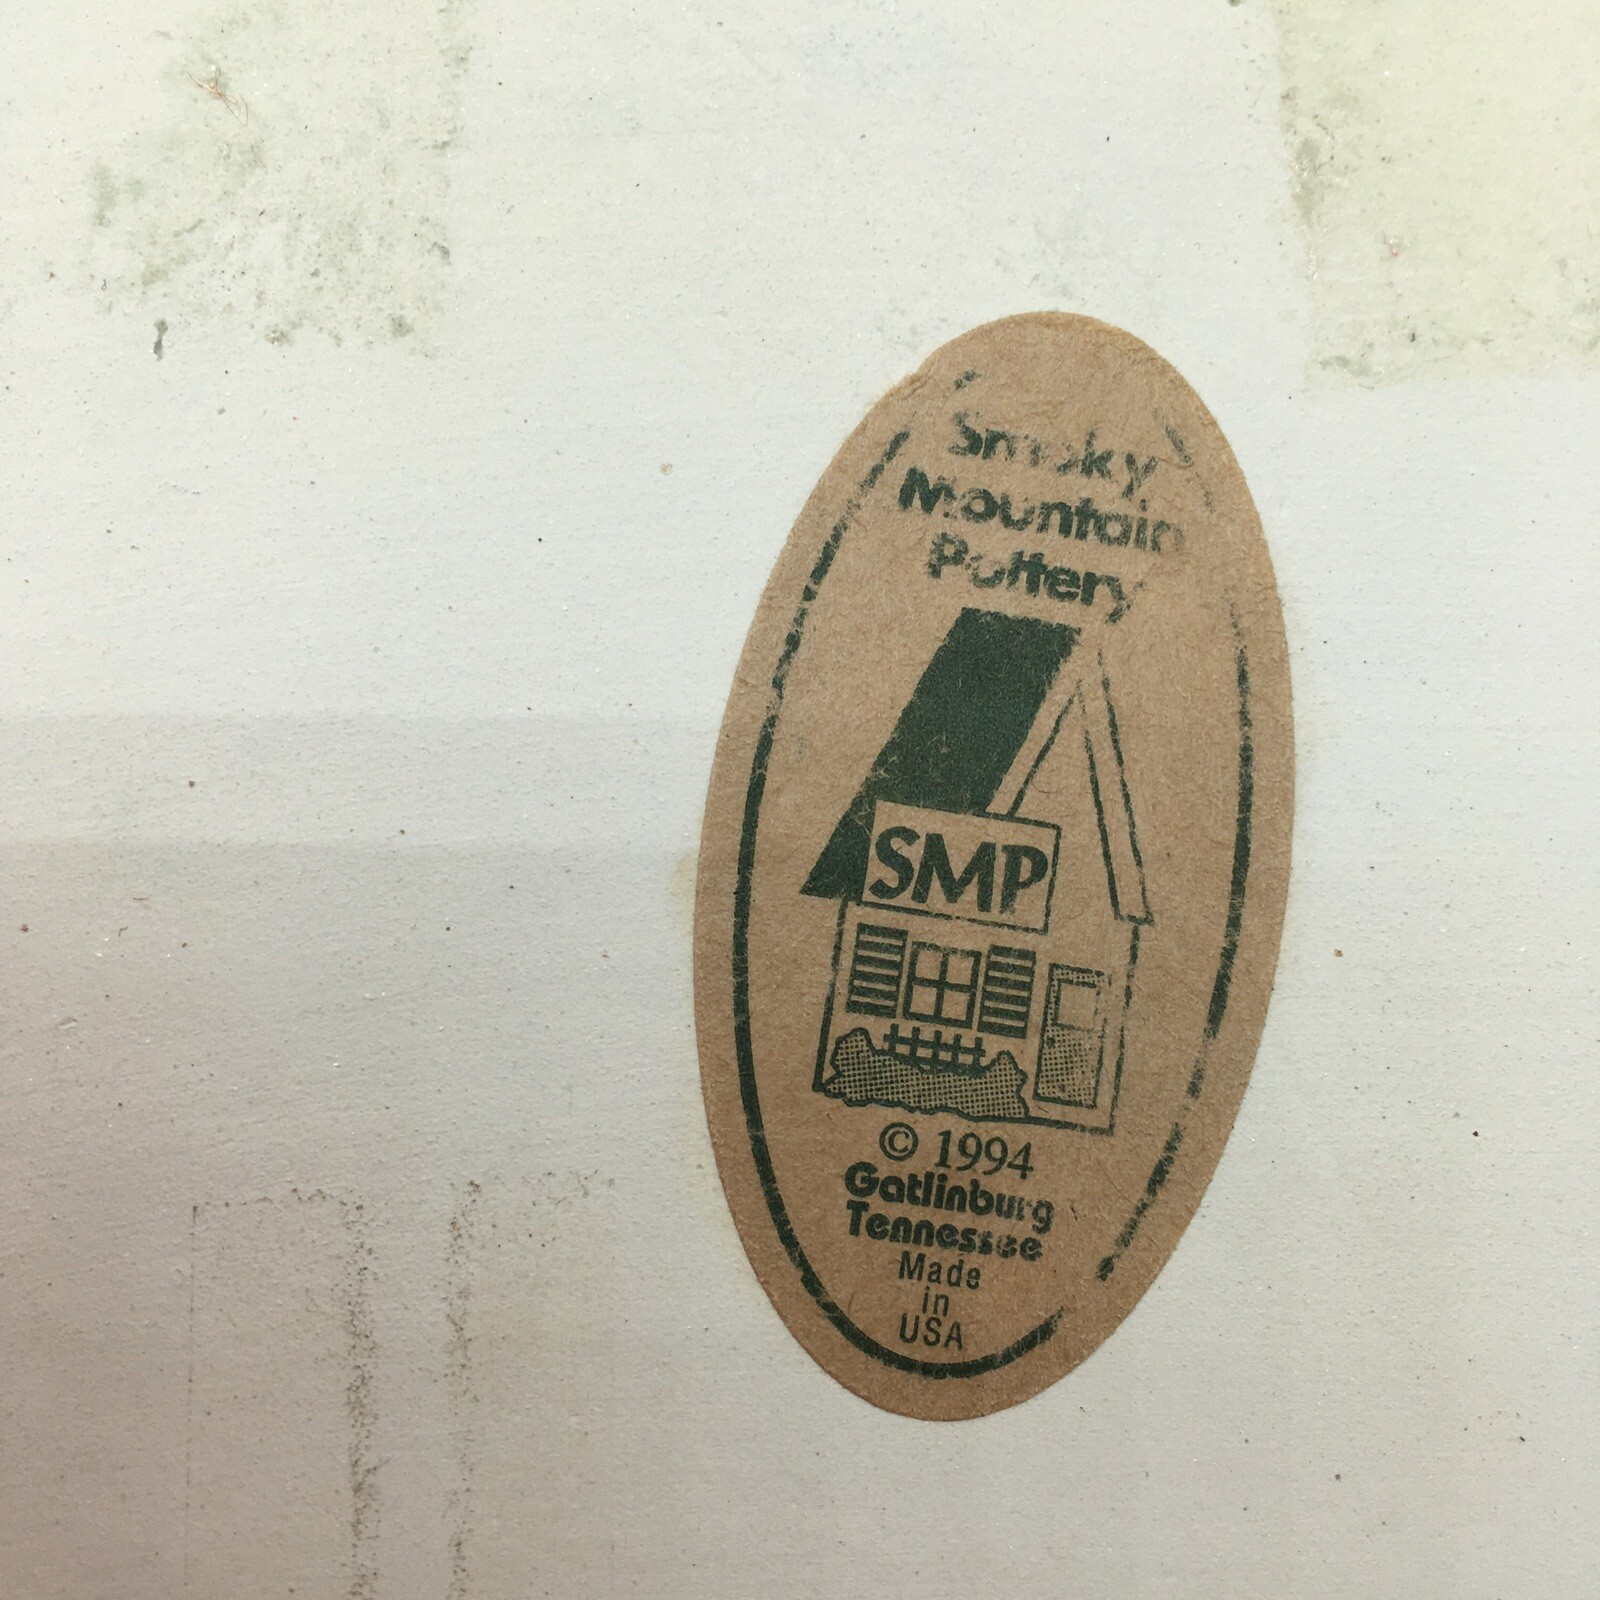 Smoky
Mountain
Pottery
SMP
© 1994
Gatlinburg
Tennessee
Made
in
USA